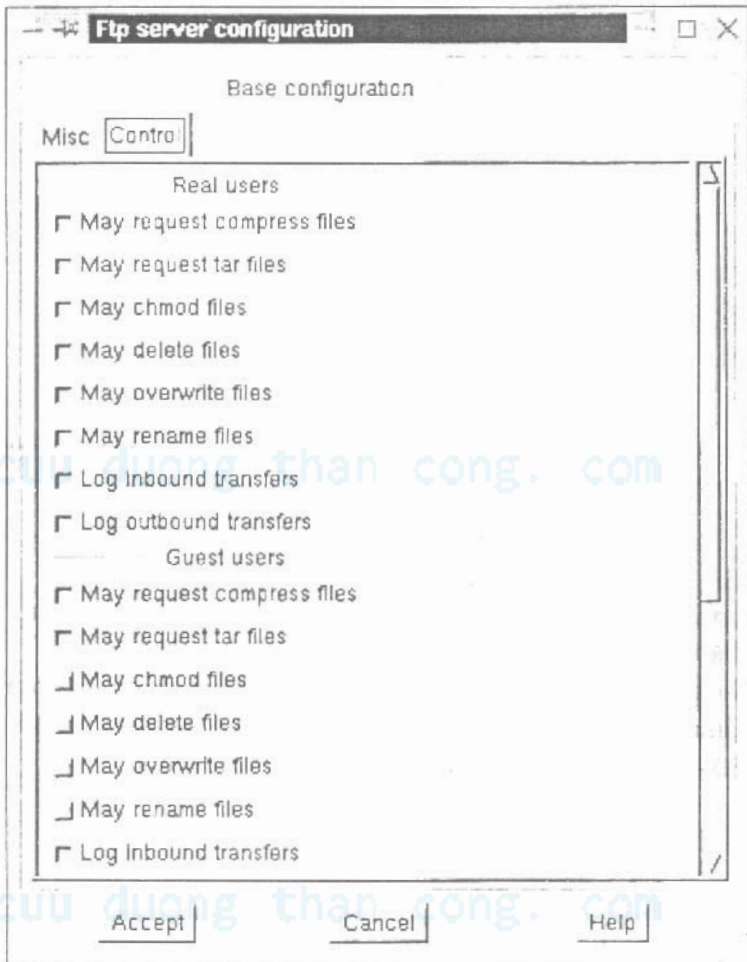 Ftp server configuration
Base configuration
Misc Control
Real users
May request compress files
May request tar files
May chmod files
May delete files
May overwrite files
May rename files
cuu duong than cong. com
Log inbound transfers
Log outbound transfers
Guest users
May request compress files
May request tar files
May chmod files
May delete files
May overwrite files
May rename files
Log inbound transfers
cuu duong than cong. com
Accept Cancel Help